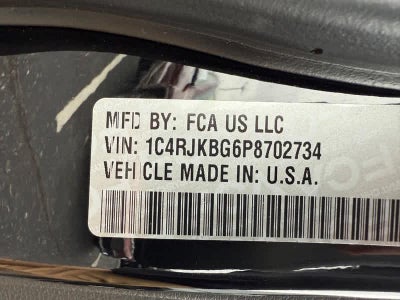 MFD BY: FCA US LLC
VIN: 1C4RJKBG6P8702734
VEHICLE MADE IN: U.S.A.